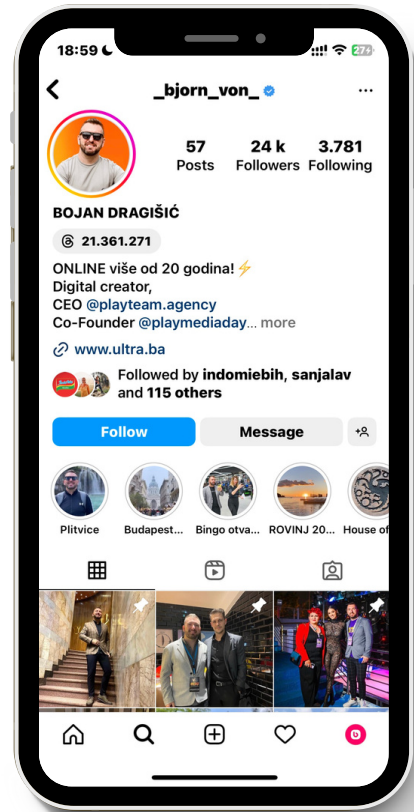 18:59
27
_bjorn_von_
57 24 k 3.781
Posts Followers Following
BOJAN DRAGIŠIĆ
21.361.271
ONLINE više od 20 godina!⚡
Digital creator,
CEO @playteam.agency
Co-Founder @playmediaday... more
www.ultra.ba
Followed by indomiebih, sanjalav
and 115 others
Follow Message
Plitvice Budapest... Bingo otva... ROVINJ 20... House of